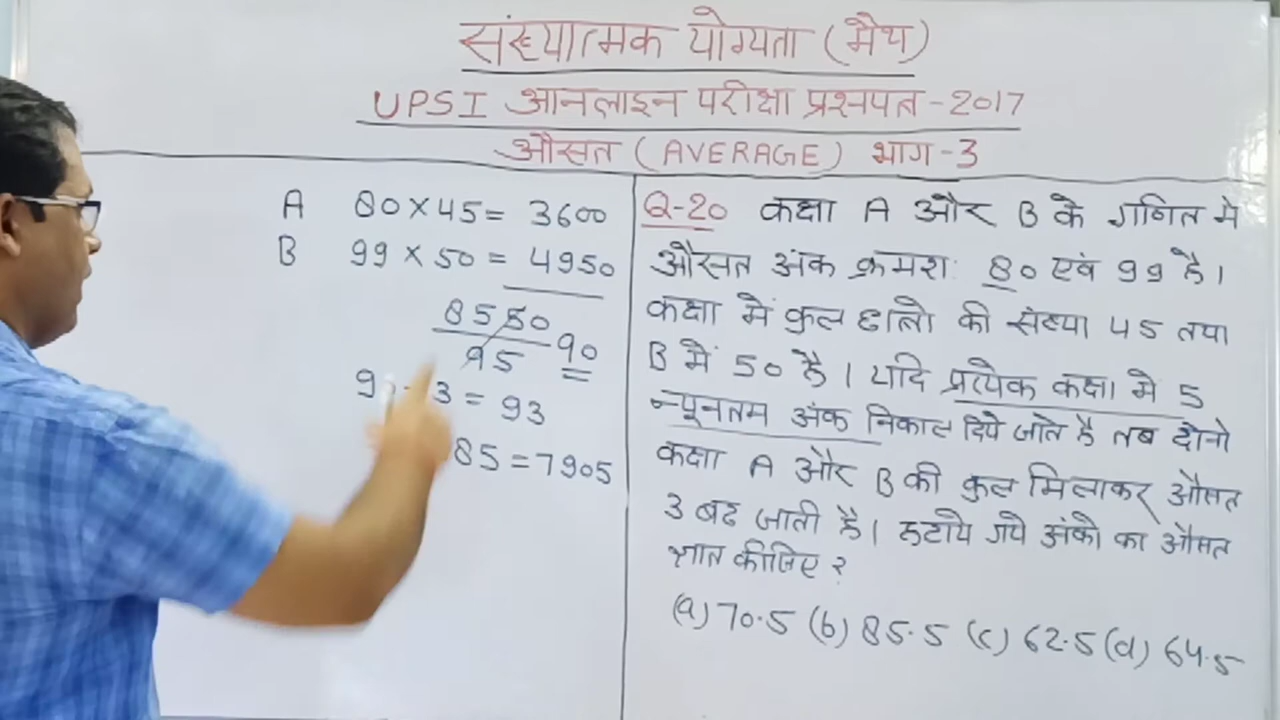 संख्यात्मक योग्यता (मैथ)
UPSI आनलाइन परीक्षा प्रश्नपत्र - 2017
औसत (AVERAGE) भाग - 3
A 80 × 45 = 3600
B 99 × 50 = 4950
8550
95
90
9 3 = 93
85 = 7905
Q-20 कक्षा A और B के गणित मे
औसत अंक क्रमशः 80 एवं 99 है।
कक्षा में कुल छात्रो की संख्या 45 तथा
B में 50 है। यदि प्रत्येक कक्षा मे 5
न्यूनतम अंक निकाल दिये जाते है तब दोनो
कक्षा A और B की कुल मिलाकर औसत
3 बढ जाती है। हटाये गये अंको का औसत
ज्ञात कीजिए ?
(a) 70.5 (b) 85.5 (c) 62.5 (d) 64.5